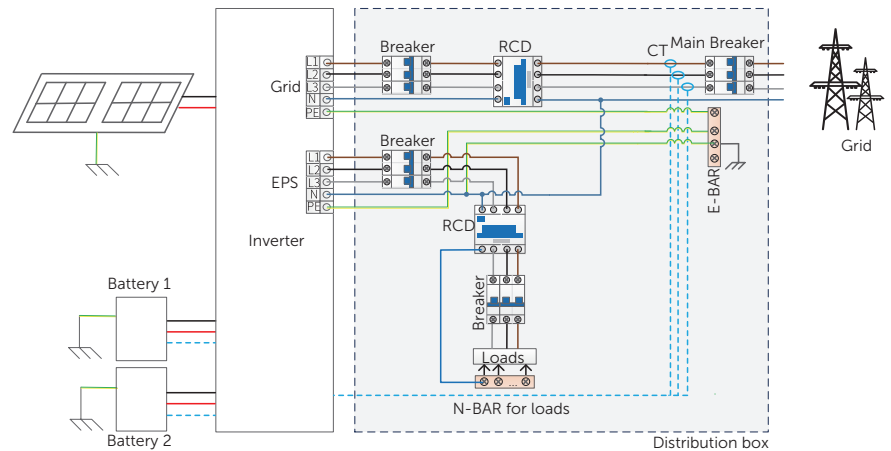 Breaker
RCD
CT
Main Breaker
L1
L2
L3
N
PE
Grid
Breaker
L1
L2
L3
N
PE
EPS
E-BAR
Grid
RCD
Inverter
Breaker
Battery 1
Loads
...
N-BAR for loads
Battery 2
Distribution box